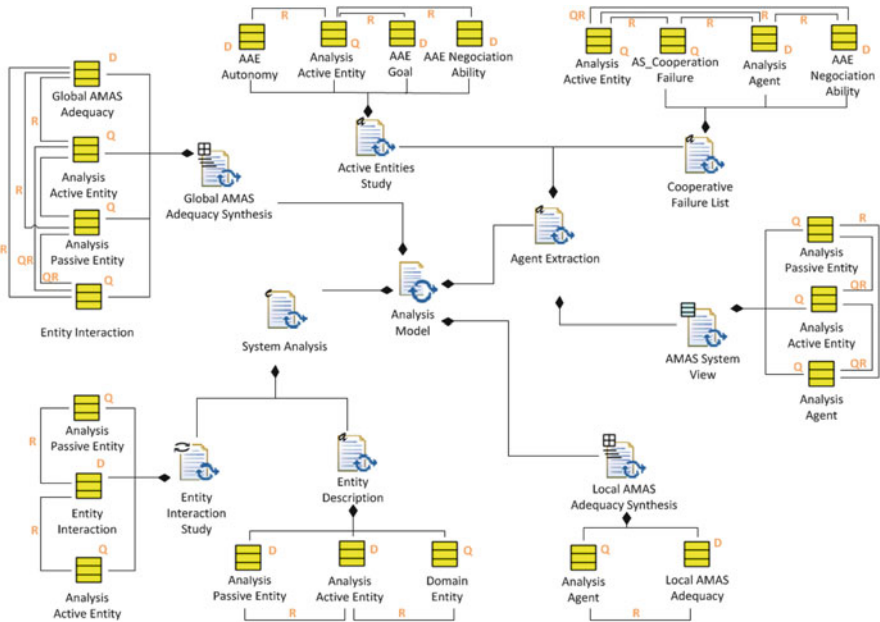 R
R
QR
R
R
R
D
AAE
Autonomy
Q
Analysis
Active Entity
D
AAE
Goal
D
AAE Negociation
Ability
Q
Analysis
Active Entity
Q
AS_Cooperation
Failure
D
Analysis
Agent
D
AAE
Negociation
Ability
D
Global AMAS
Adequacy
R
Q
Analysis
Active Entity
R
Q
Analysis
Passive Entity
R
QR
QR
Q
Entity Interaction
Global AMAS
Adequacy Synthesis
Active Entities
Study
Cooperative
Failure List
Agent Extraction
Analysis
Model
System Analysis
AMAS System
View
Q
R
Analysis
Passive Entity
QR
Q
Analysis
Active Entity
Q
QR
Analysis
Agent
Q
Analysis
Passive Entity
R
D
Entity
Interaction
R
Q
Analysis
Active Entity
Entity
Interaction
Study
Entity
Description
Local AMAS
Adequacy Synthesis
D
Analysis
Passive Entity
D
Analysis
Active Entity
Q
Domain
Entity
R
R
Q
Analysis
Agent
D
Local AMAS
Adequacy
R